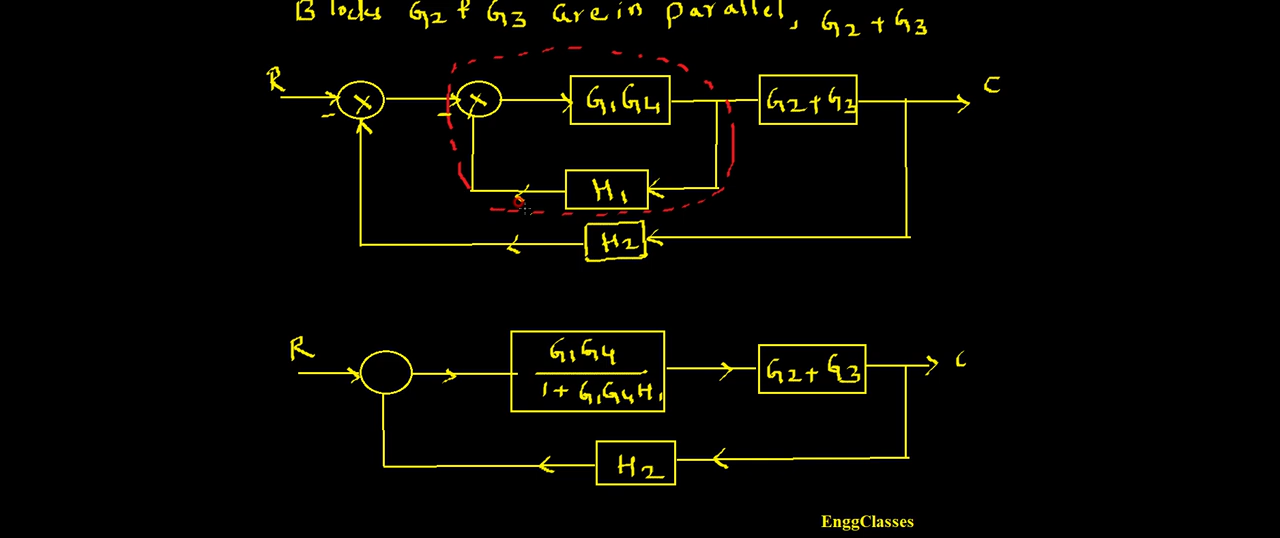 Blocks G2 & G3 are in parallel, G2 + G3
R
G1G4
G2+G3
C
-
-
H1
H2
R
G1G4
1+ G1G4H1
G2+G3
C
H2
EnggClasses